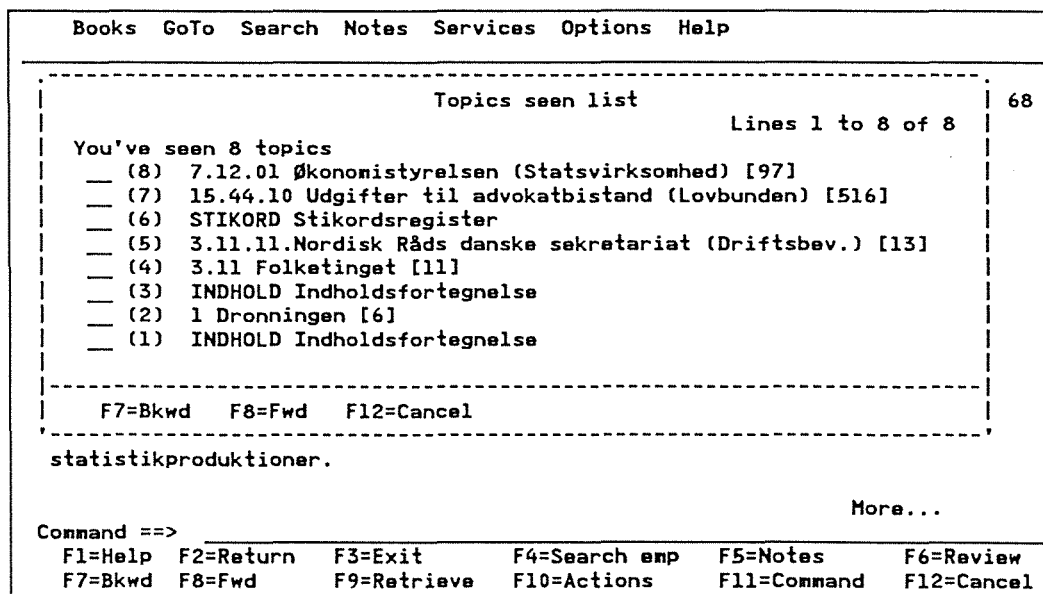 Books GoTo Search Notes Services Options Help
Topics seen list 68
Lines 1 to 8 of 8
You've seen 8 topics
__ (8) 7.12.01 Økonomistyrelsen (Statsvirksomhed) [97]
__ (7) 15.44.10 Udgifter til advokatbistand (Lovbunden) [516]
__ (6) STIKORD Stikordsregister
__ (5) 3.11.11.Nordisk Råds danske sekretariat (Driftsbev.) [13]
__ (4) 3.11 Folketinget [11]
__ (3) INDHOLD Indholdsfortegnelse
__ (2) 1 Dronningen [6]
__ (1) INDHOLD Indholdsfortegnelse
F7=Bkwd F8=Fwd F12=Cancel
statistikproduktioner.
More...
Command ==>
F1=Help F2=Return F3=Exit F4=Search emp F5=Notes F6=Review
F7=Bkwd F8=Fwd F9=Retrieve F10=Actions F11=Command F12=Cancel